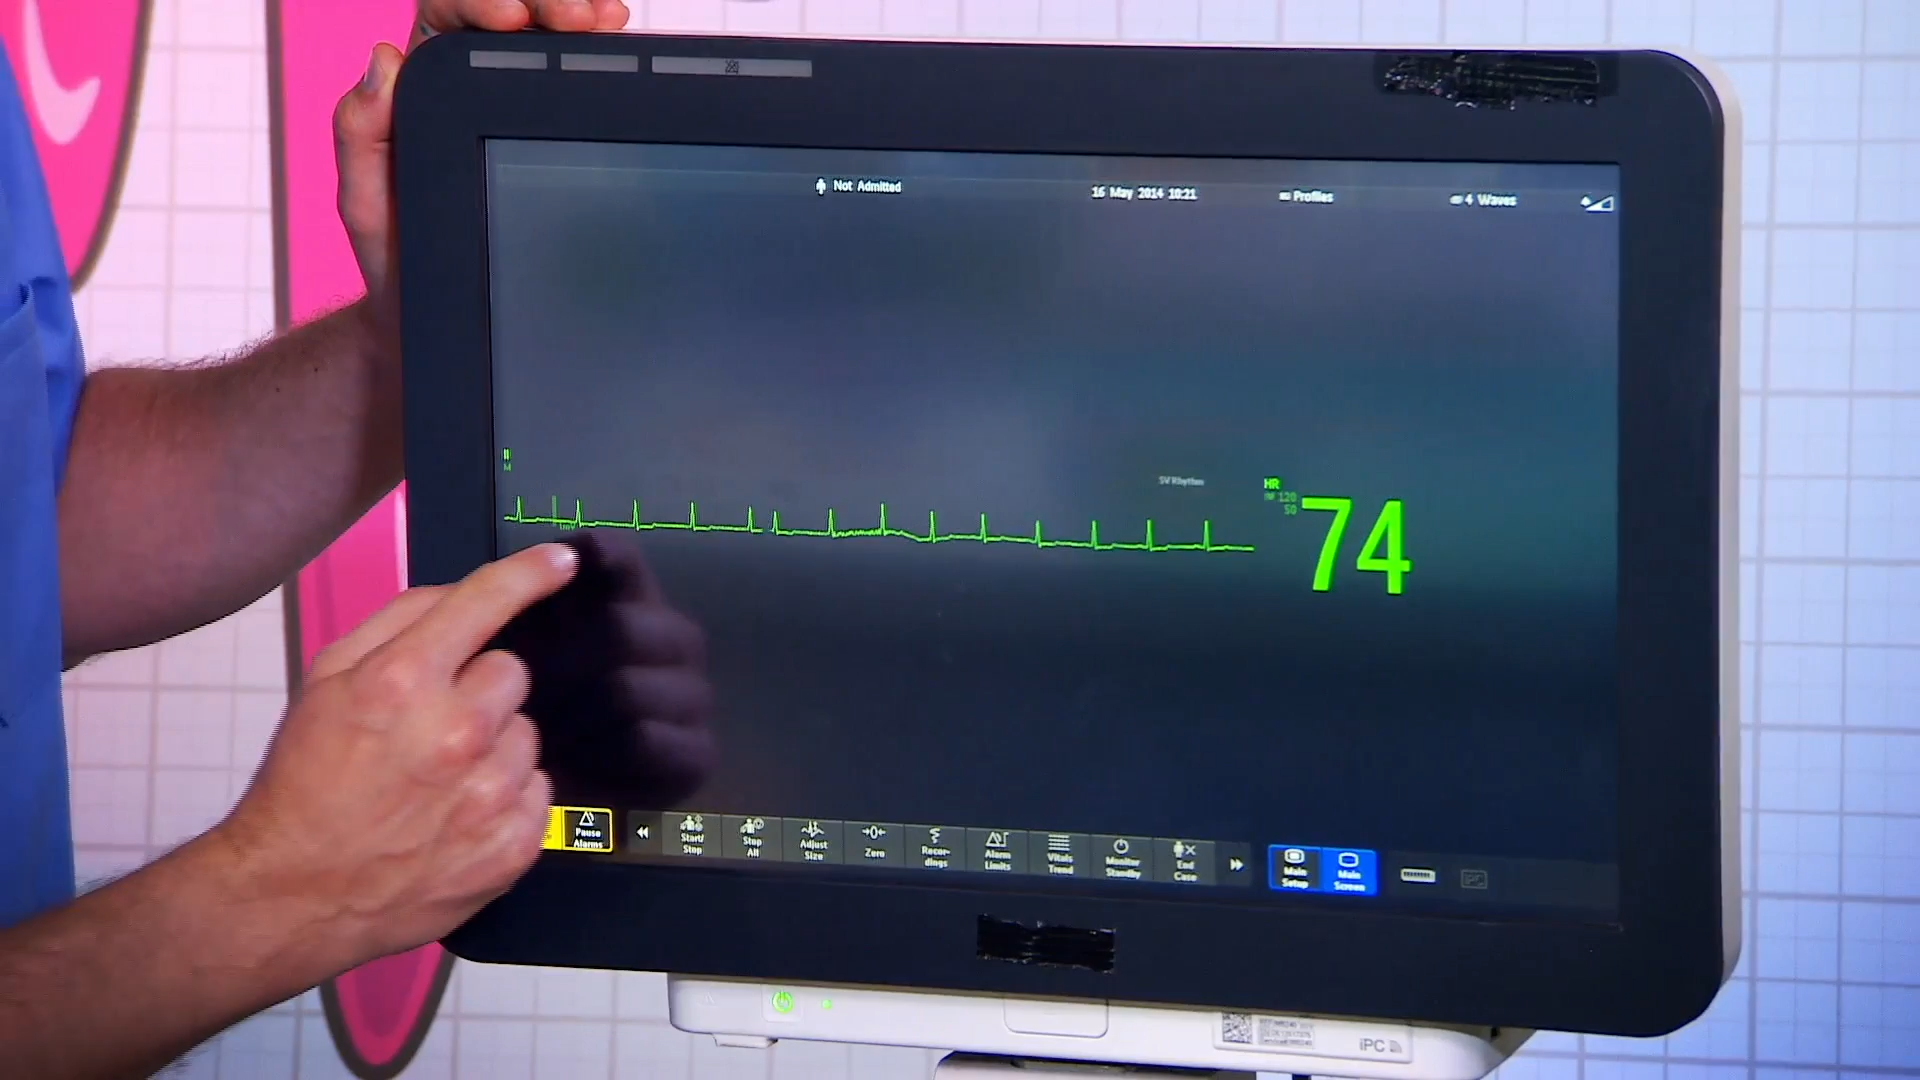 Not Admitted
16 May 2014 10:21
Profiles
4 Waves
II
M
1mV
SV Rhythm
HR
120
50
74
Pause
Alarms
Start/
Stop
Stop
All
Adjust
Size
Zero
Recor-
dings
Alarm
Limits
Vitals
Trend
Monitor
Standby
End
Case
Main
Setup
Main
Screen
iPC
iPC